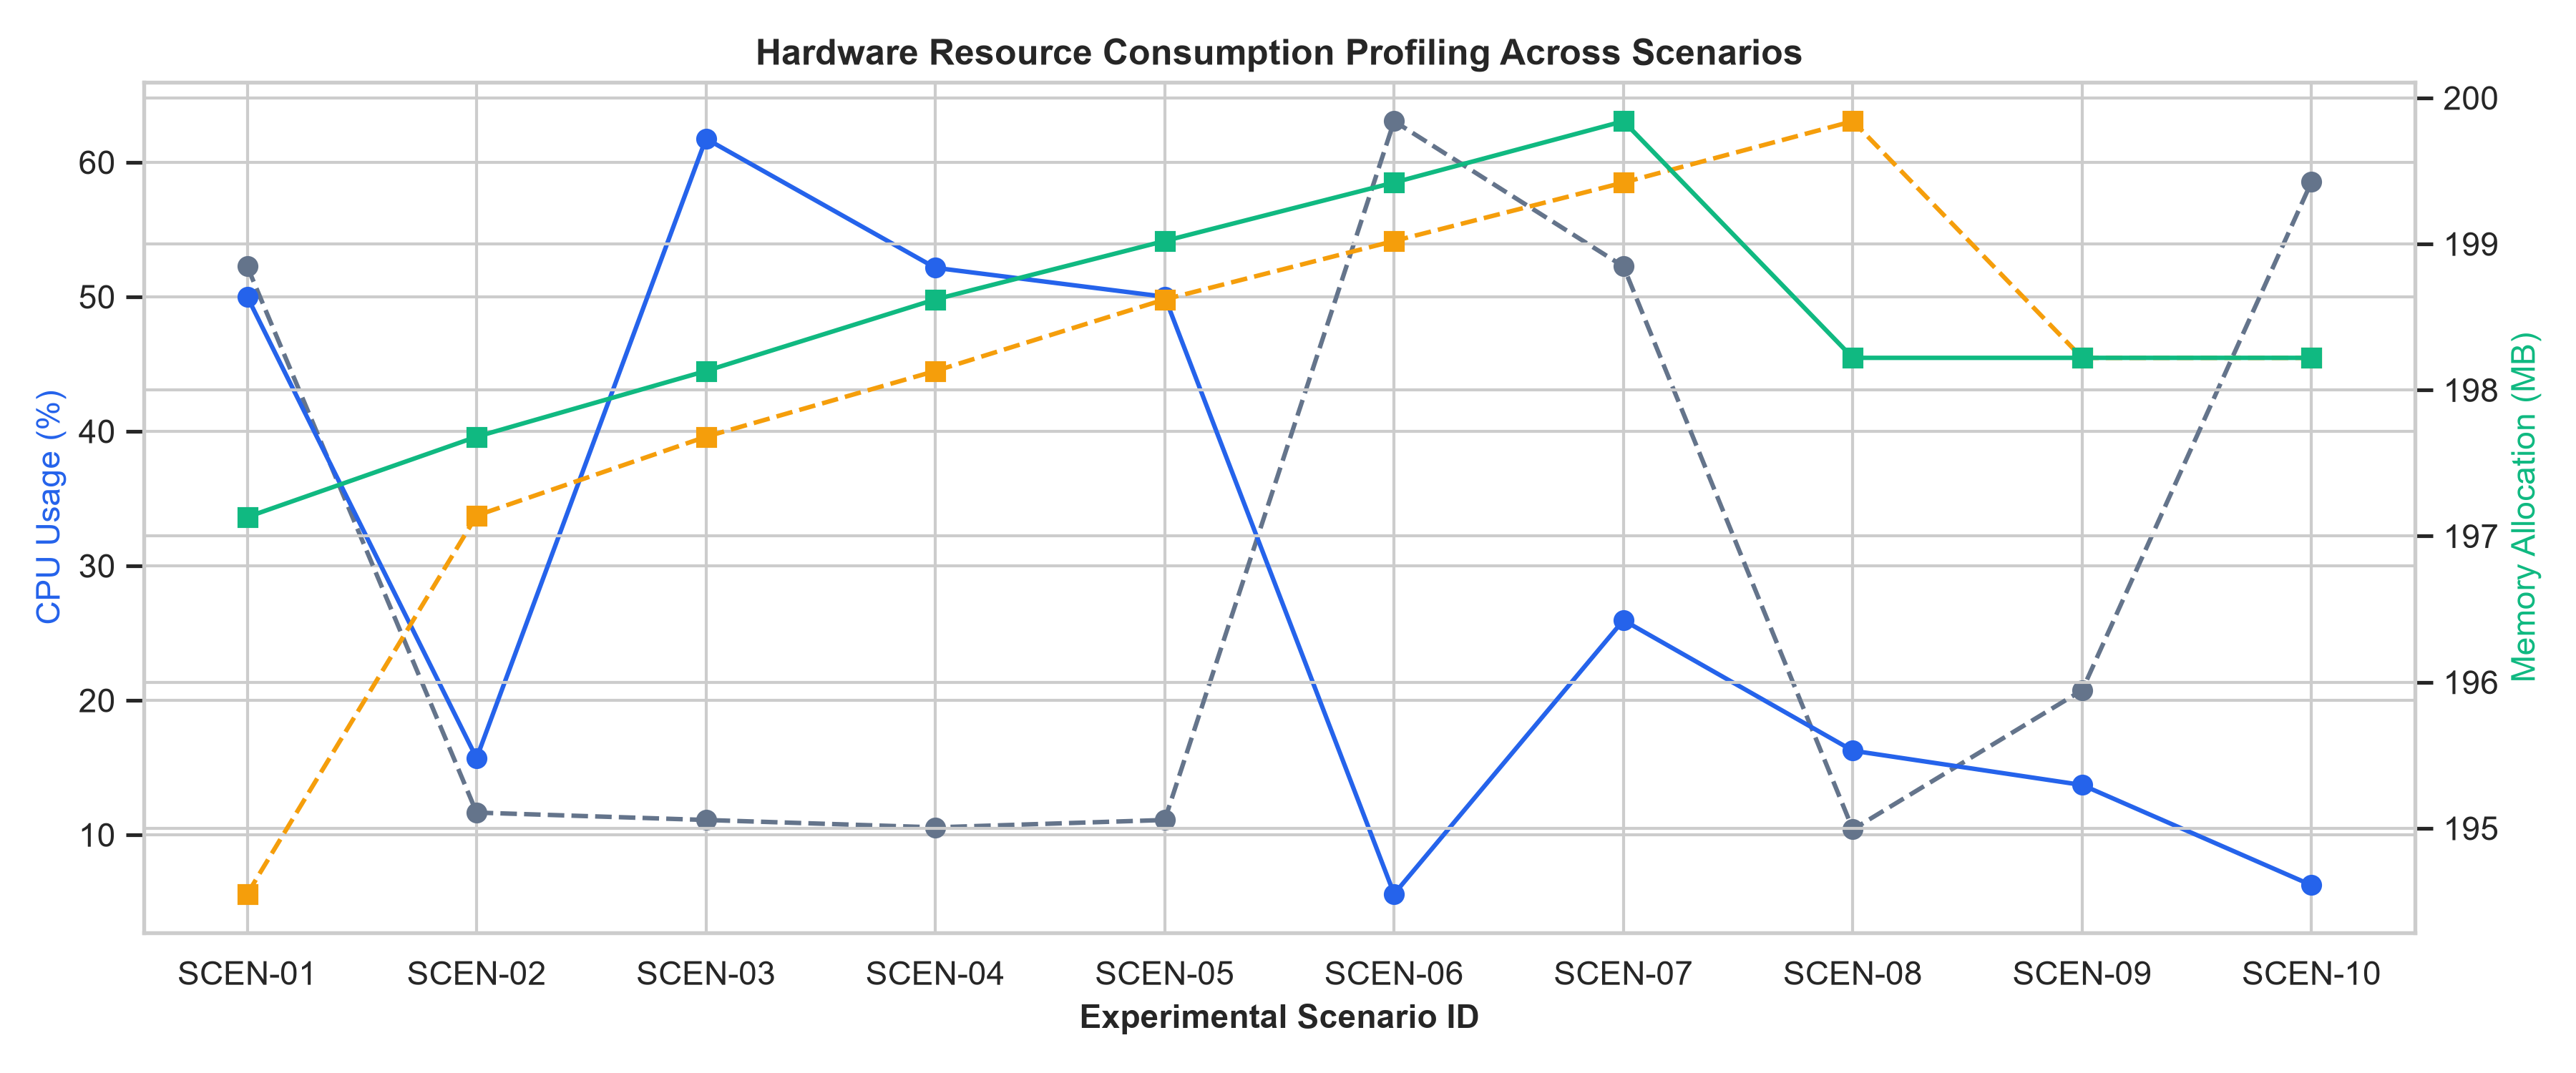 Hardware Resource Consumption Profiling Across Scenarios
CPU Usage (%)
60
50
40
30
20
10
200
199
198
197
196
195
Memory Allocation (MB)
SCEN-01 SCEN-02 SCEN-03 SCEN-04 SCEN-05 SCEN-06 SCEN-07 SCEN-08 SCEN-09 SCEN-10
Experimental Scenario ID